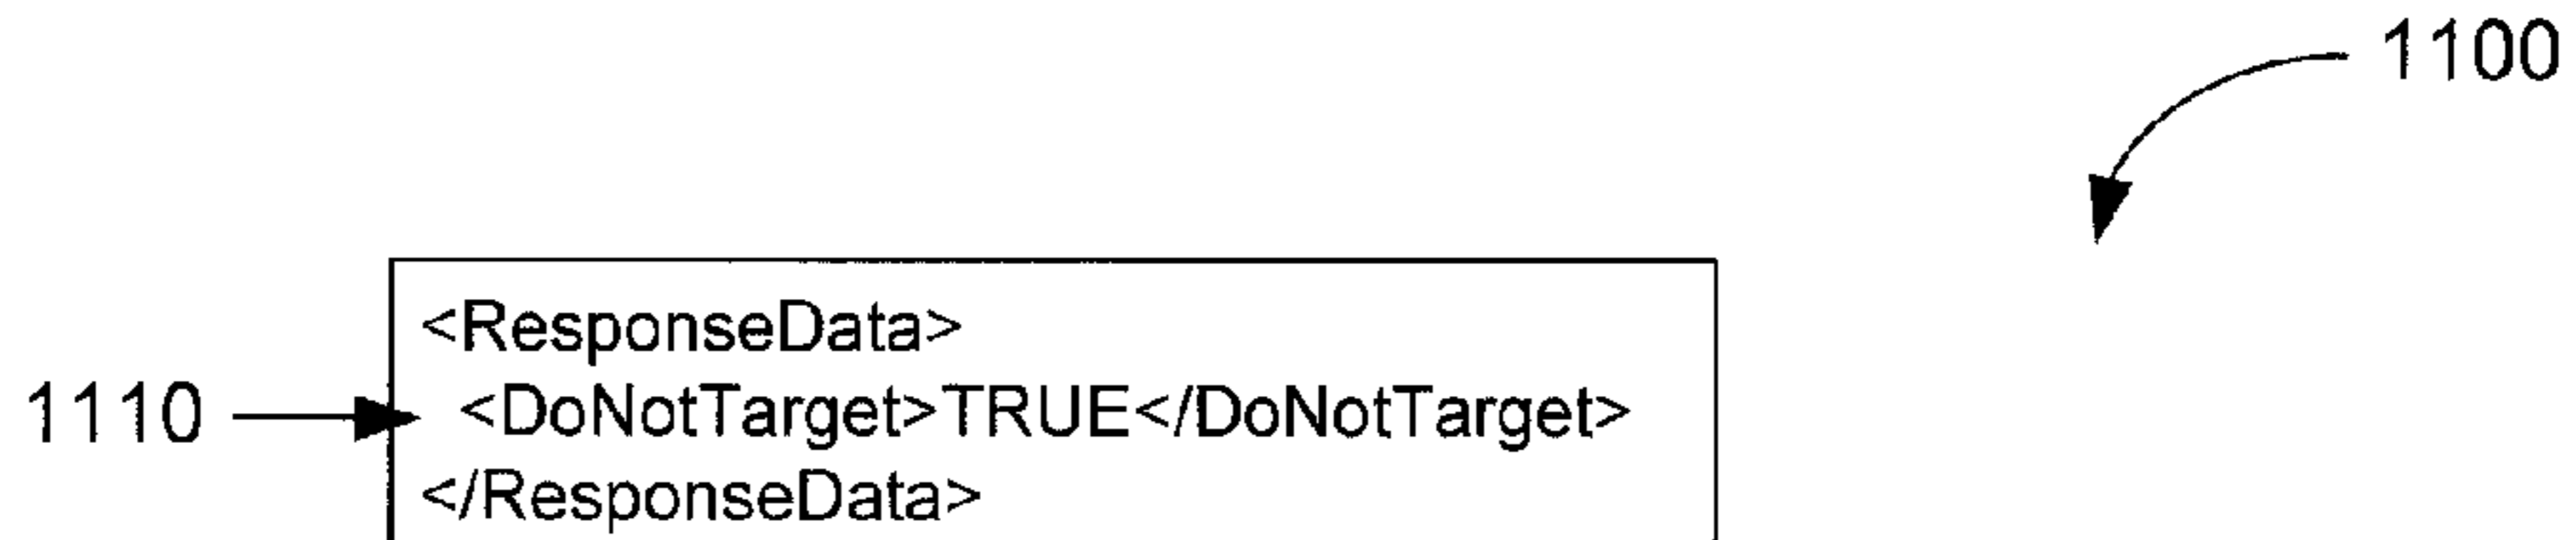 1100
<ResponseData>
1110 <DoNotTarget>TRUE</DoNotTarget>
</ResponseData>